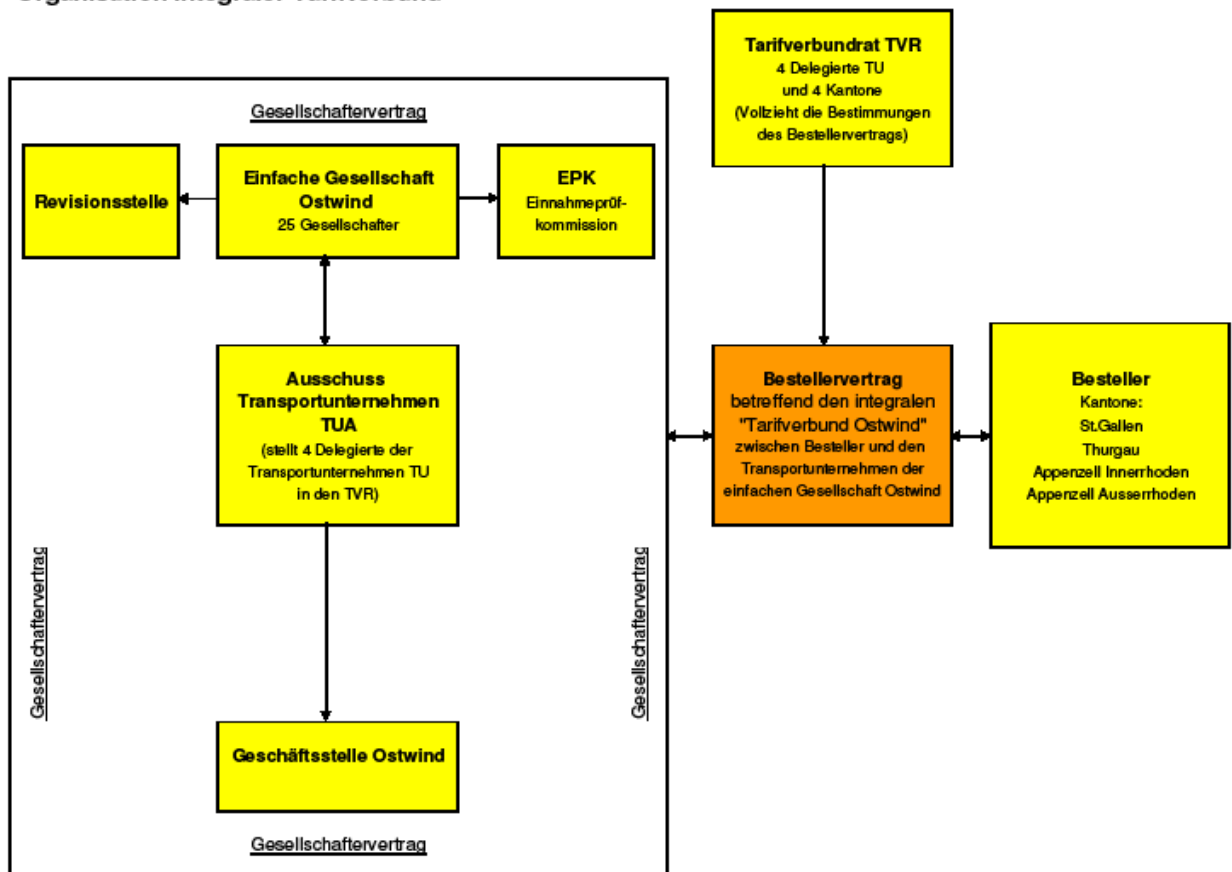 Tarifverbundrat TVR
4 Delegierte TU
und 4 Kantone
(Vollzieht die Bestimmungen
des Bestellervertrags)
Gesellschaftervertrag
Revisionsstelle
Einfache Gesellschaft
Ostwind
25 Gesellschafter
EPK
Einnahmeprüf-
kommission
Ausschuss
Transportunternehmen
TUA
(stellt 4 Delegierte der
Transportunternehmen TU
in den TVR)
Bestellervertrag
betreffend den integralen
"Tarifverbund Ostwind"
zwischen Besteller und den
Transportunternehmen der
einfachen Gesellschaft Ostwind
Besteller
Kantone:
St.Gallen
Thurgau
Appenzell Innerrhoden
Appenzell Ausserrhoden
Gesellschaftervertrag
Gesellschaftervertrag
Geschäftsstelle Ostwind
Gesellschaftervertrag